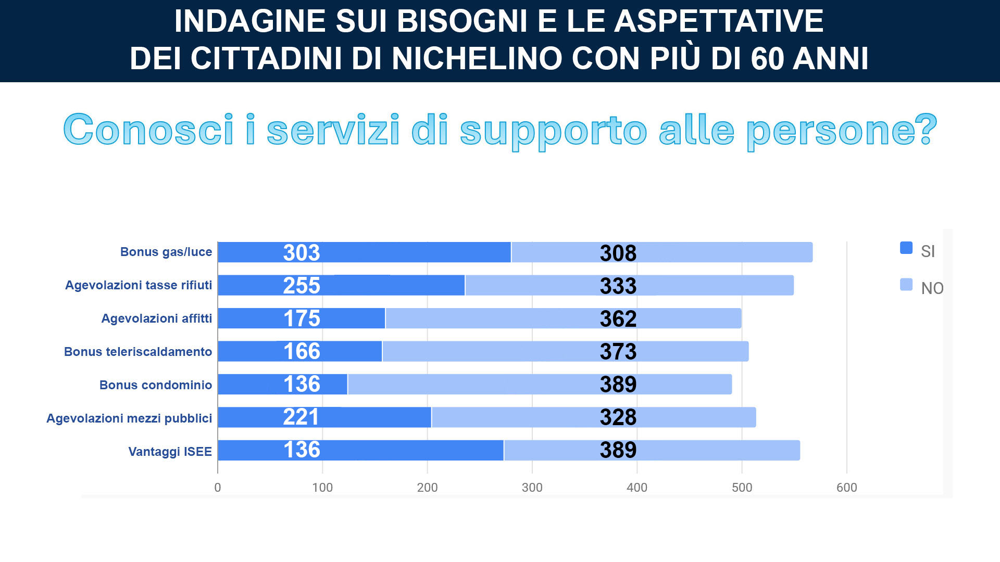 INDAGINE SUI BISOGNI E LE ASPETTATIVE
DEI CITTADINI DI NICHELINO CON PIÙ DI 60 ANNI
Conosci i servizi di supporto alle persone?
Bonus gas/luce 303 308
Agevolazioni tasse rifiuti 255 333
Agevolazioni affitti 175 362
Bonus teleriscaldamento 166 373
Bonus condominio 136 389
Agevolazioni mezzi pubblici 221 328
Vantaggi ISEE 136 389
0 100 200 300 400 500 600
SI
NO